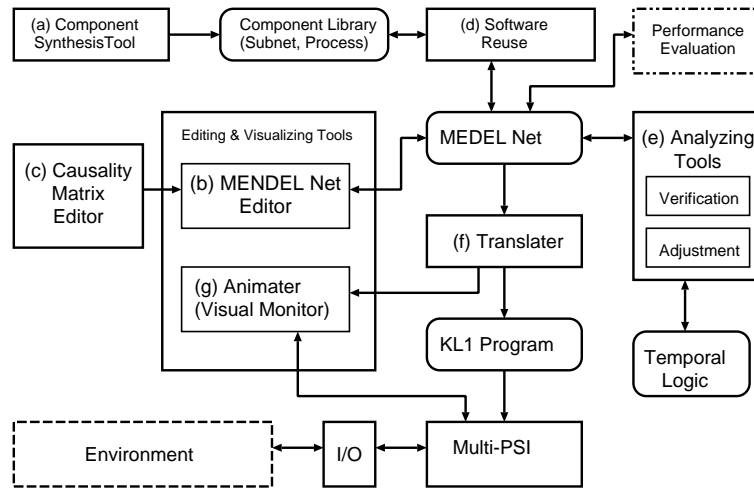 (a) Component
SynthesisTool
Component Library
(Subnet, Process)
(d) Software
Reuse
Performance
Evaluation
Editing & Visualizing Tools
MEDEL Net
(e) Analyzing
Tools
(c) Causality
Matrix
Editor
(b) MENDEL Net
Editor
Verification
(f) Translater
Adjustment
(g) Animater
(Visual Monitor)
KL1 Program
Temporal
Logic
Environment
I/O
Multi-PSI